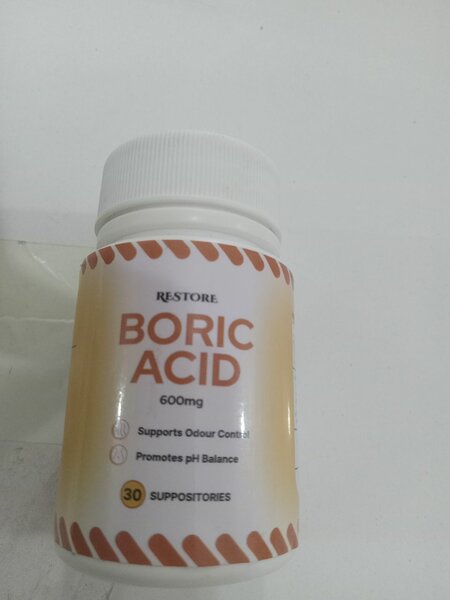 RESTORE
BORIC
ACID
600mg
Supports Odour Control
Promotes pH Balance
30 SUPPOSITORIES